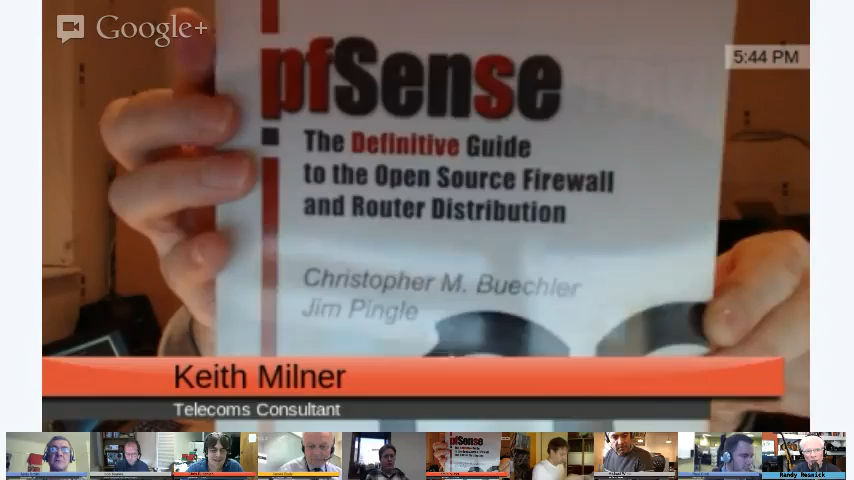 Google+
5:44 PM
pfSense
The Definitive Guide
to the Open Source Firewall
and Router Distribution
Christopher M. Buechler
Jim Pingle
Keith Milner
Telecoms Consultant
pfSense
Randy Resnick